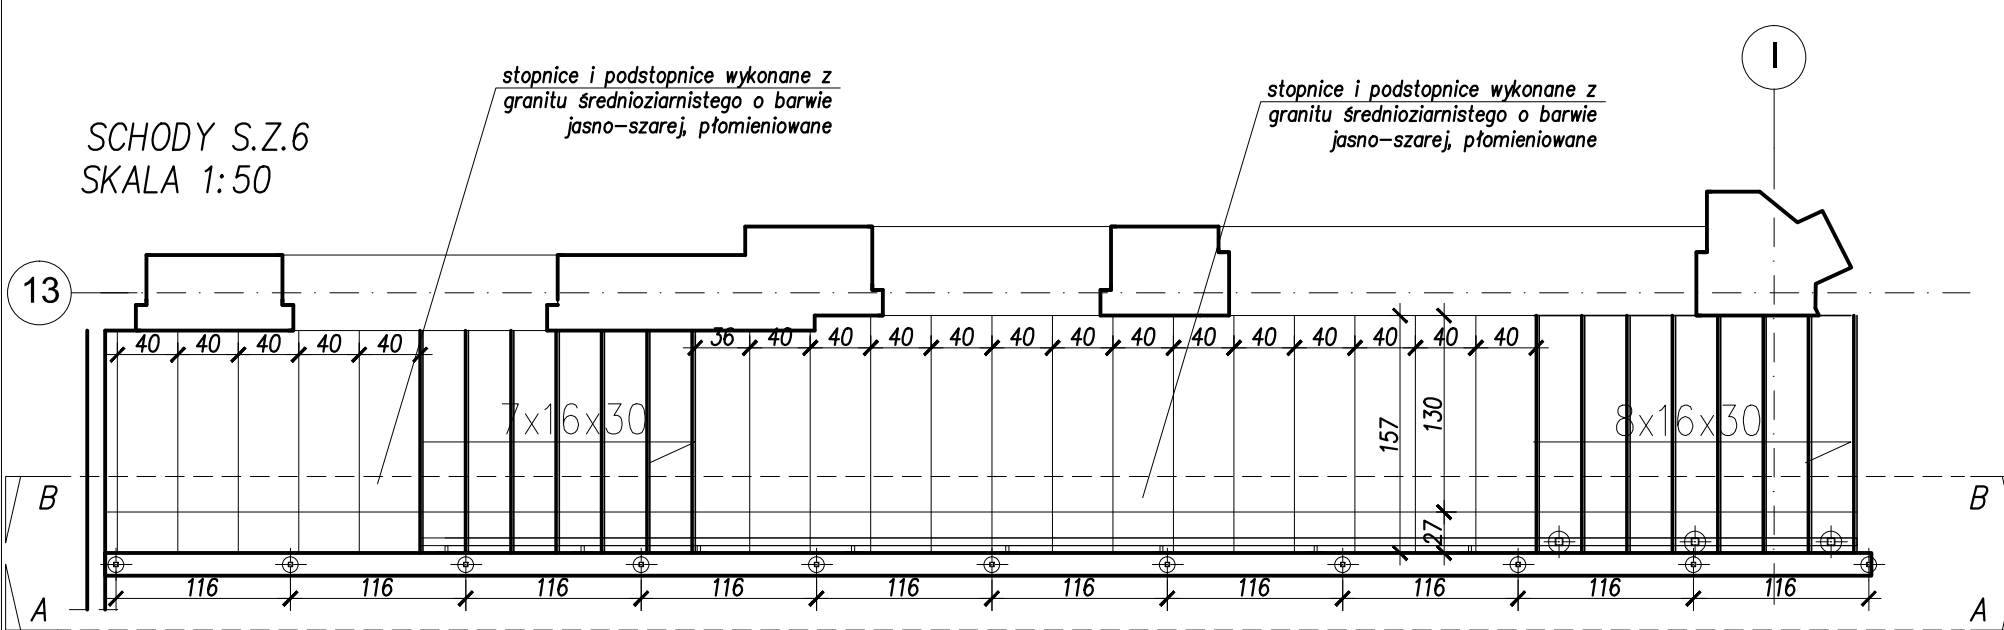 SCHODY S.Z.6
SKALA 1:50
stopnice i podstopnice wykonane z
granitu średnioziarnistego o barwie
jasno-szarej, płomieniowane
stopnice i podstopnice wykonane z
granitu średnioziarnistego o barwie
jasno-szarej, płomieniowane
I
13
40 40 40 40 40 36 40 40 40 40 40 40 40 40 40 40 40 40 40
7x16x30
8x16x30
157
130
27
B
B
116 116 116 116 116 116 116 116 116 116
A
A